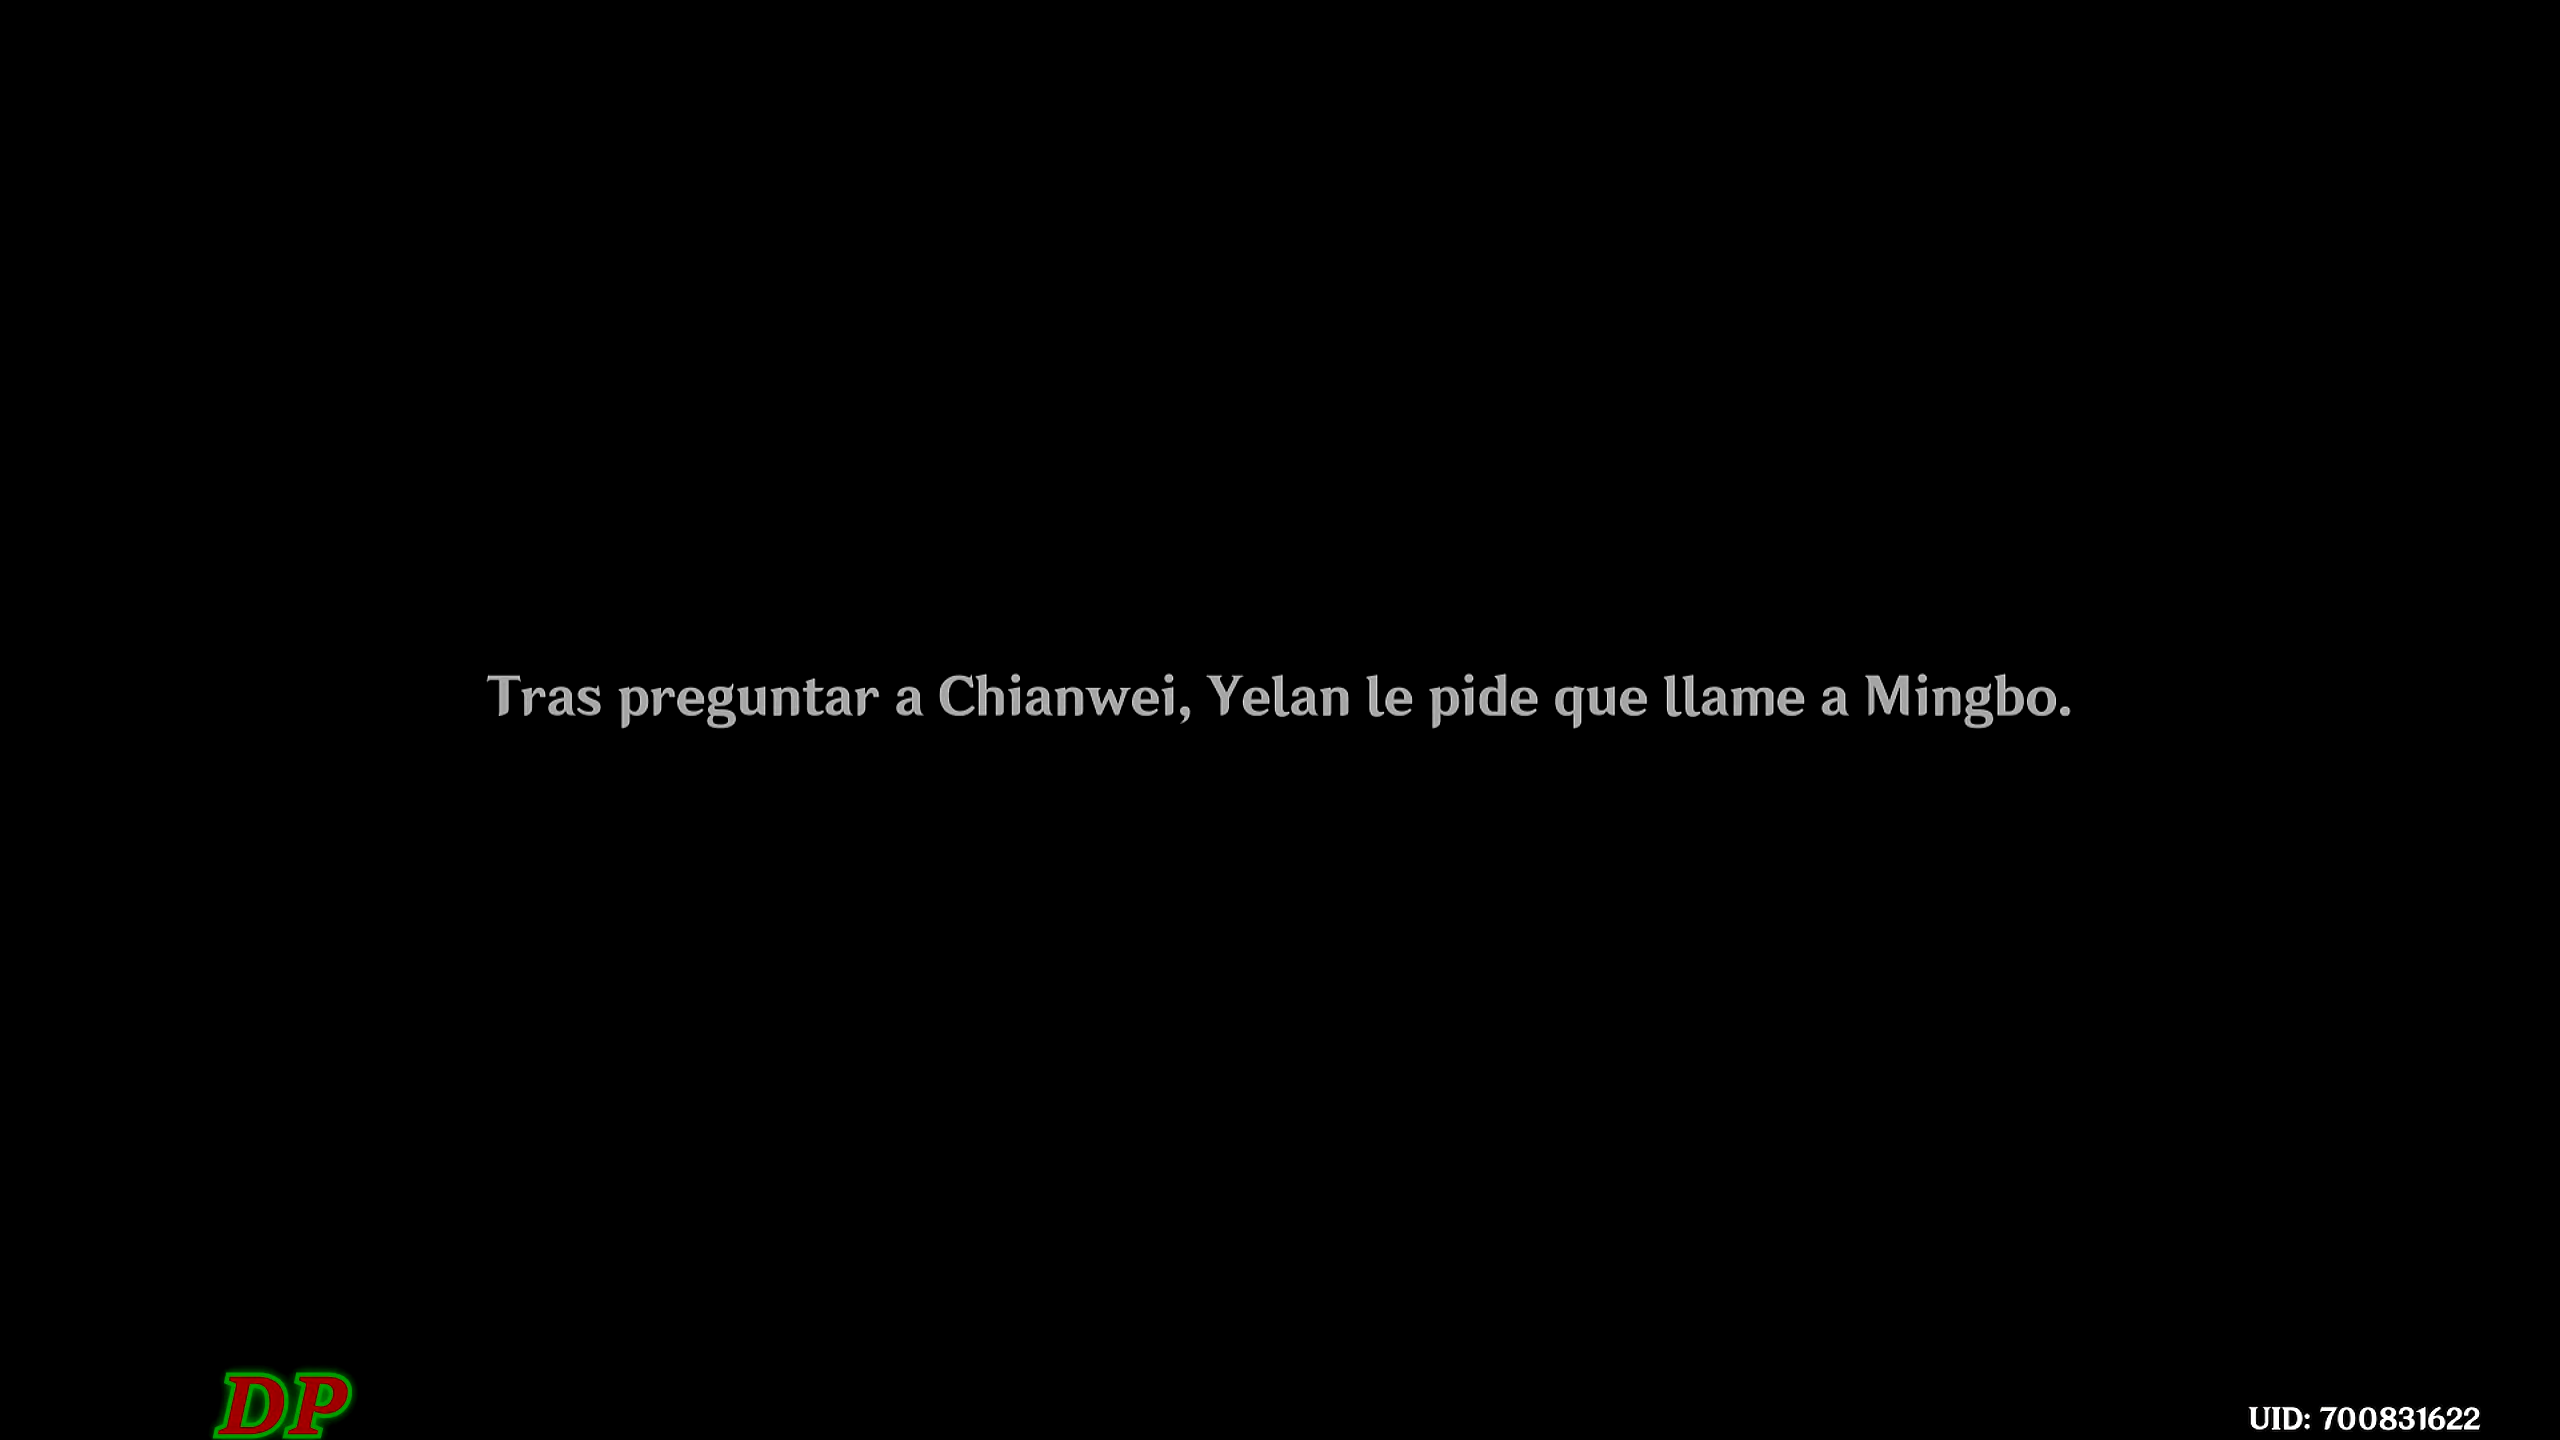 Tras preguntar a Chianwei, Yelan le pide que llame a Mingbo.
DP
UID: 700831622